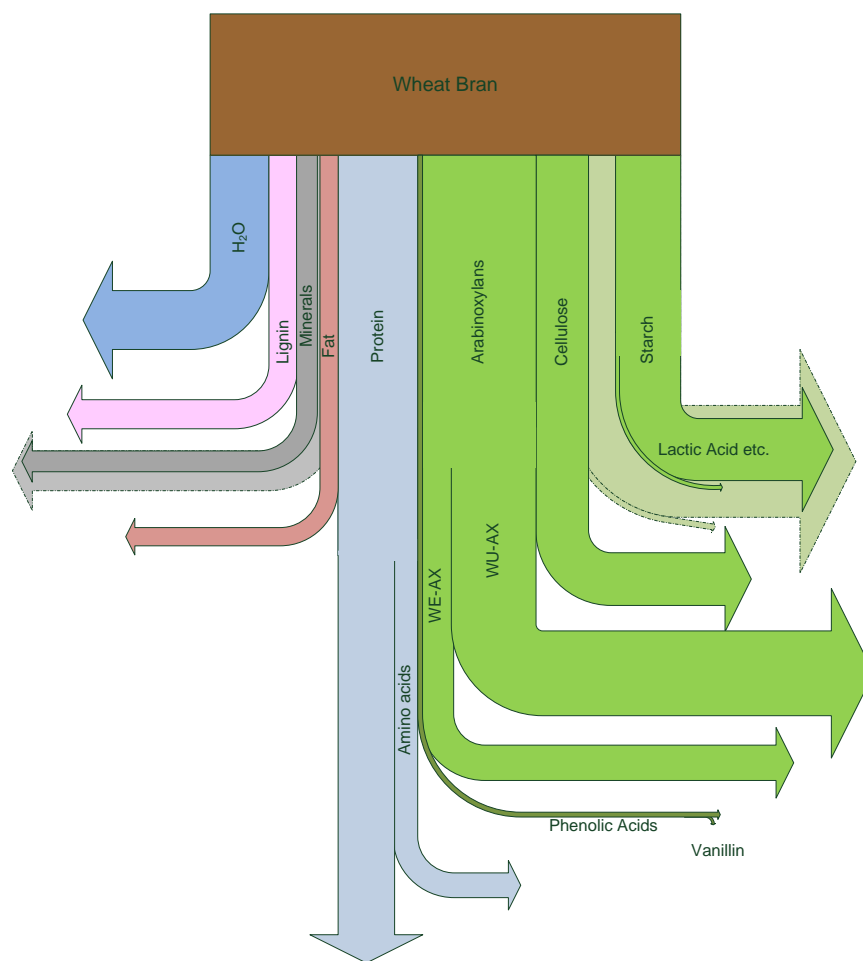 Wheat Bran
H₂O
Lignin
Minerals
Fat
Protein
Arabinoxylans
Cellulose
Starch
Lactic Acid etc.
WE-AX
WU-AX
Amino acids
Phenolic Acids
Vanillin